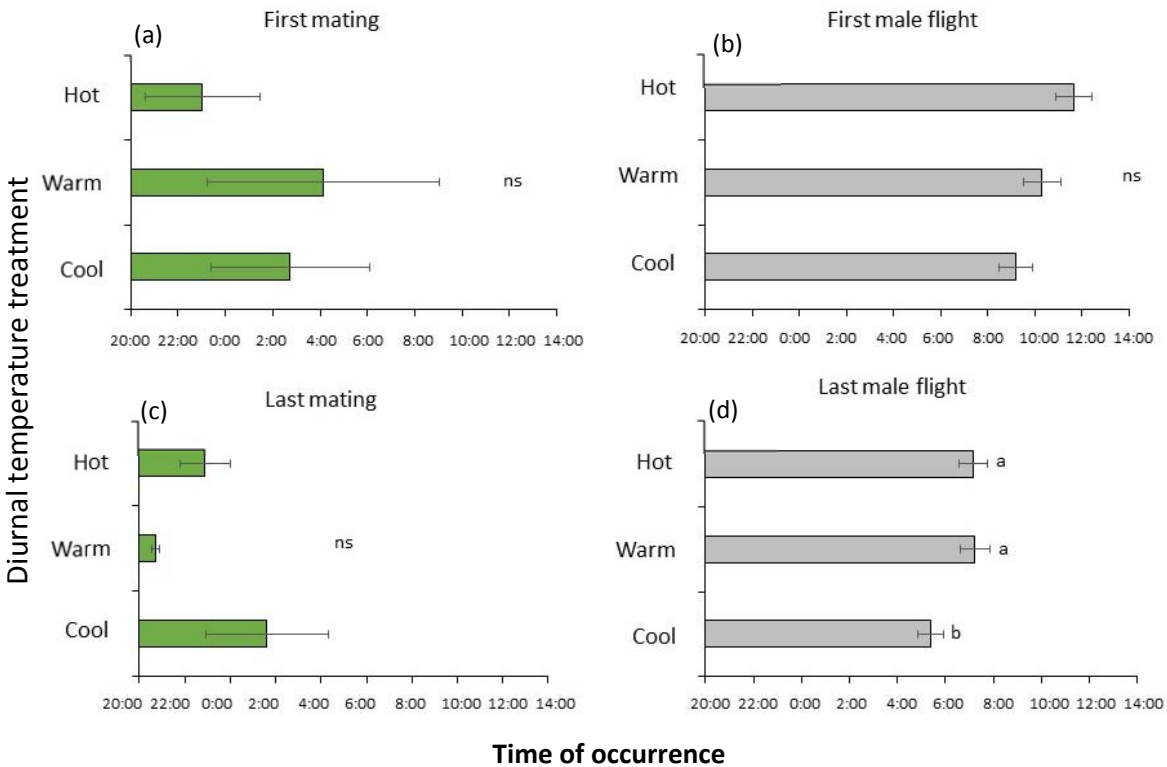 Diurnal temperature treatment
(a)
First mating
Hot
Warm
Cool
ns
20:00 22:00 0:00 2:00 4:00 6:00 8:00 10:00 12:00 14:00
(b)
First male flight
Hot
Warm
Cool
ns
20:00 22:00 0:00 2:00 4:00 6:00 8:00 10:00 12:00 14:00
(c)
Last mating
Hot
Warm
Cool
ns
20:00 22:00 0:00 2:00 4:00 6:00 8:00 10:00 12:00 14:00
(d)
Last male flight
Hot
a
Warm
a
Cool
b
20:00 22:00 0:00 2:00 4:00 6:00 8:00 10:00 12:00 14:00
Time of occurrence